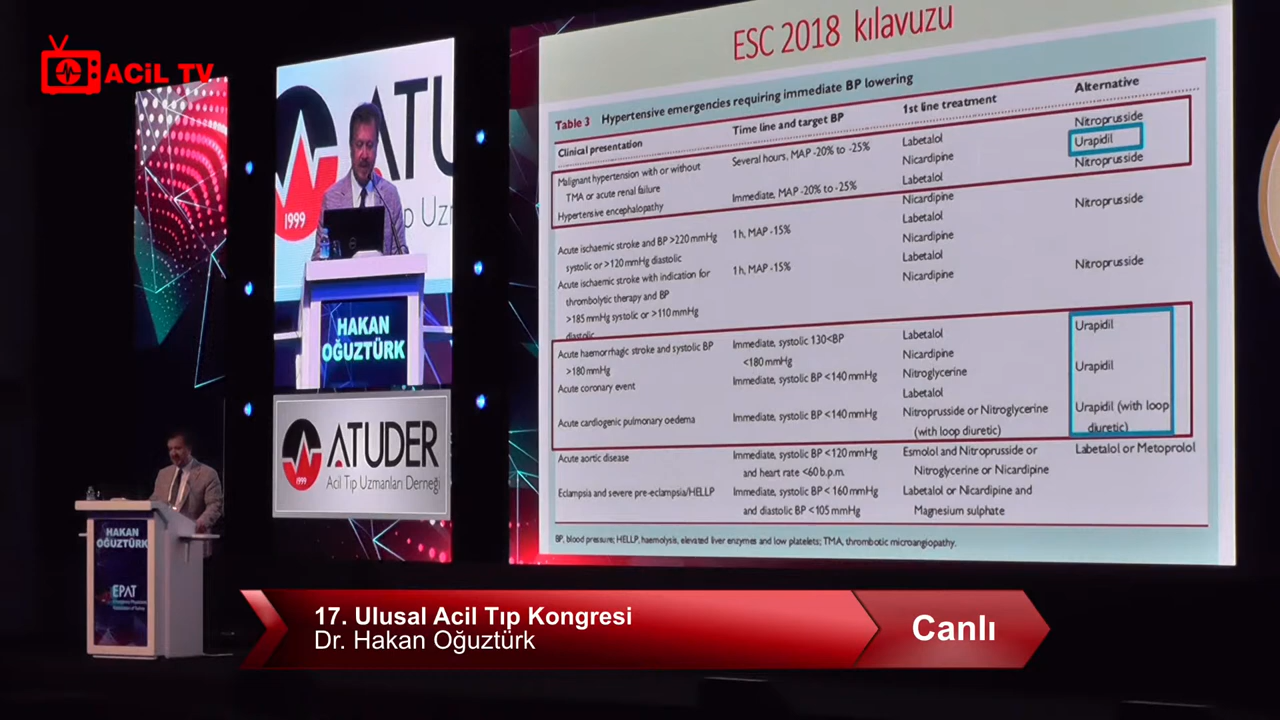 ACiL TV
ATUDER
1999
HAKAN
OĞUZTÜRK
ATUDER
1999
Acil Tıp Uzmanları Derneği
HAKAN
OĞUZTÜRK
EPAT
ESC 2018 kılavuzu
Table 3 Hypertensive emergencies requiring immediate BP lowering
Clinical presentation Time line and target BP 1st line treatment Alternative
Malignant hypertension with or without Several hours, MAP -20% to -25% Labetalol Nitroprusside
TMA or acute renal failure Nicardipine Urapidil
Hypertensive encephalopathy Immediate, MAP -20% to -25% Labetalol Nitroprusside
Nicardipine
Acute ischaemic stroke and BP >220 mmHg 1 h, MAP -15% Labetalol Nitroprusside
systolic or >120 mmHg diastolic Nicardipine
Acute ischaemic stroke with indication for 1 h, MAP -15% Labetalol Nitroprusside
thrombolytic therapy and BP Nicardipine
>185 mmHg systolic or >110 mmHg
diastolic
Acute haemorrhagic stroke and systolic BP Immediate, systolic 130<BP Labetalol Urapidil
>180 mmHg <180 mmHg Nicardipine
Acute coronary event Immediate, systolic BP <140 mmHg Nitroglycerine Urapidil
Labetalol
Acute cardiogenic pulmonary oedema Immediate, systolic BP <140 mmHg Nitroprusside or Nitroglycerine Urapidil (with loop
(with loop diuretic) diuretic)
Acute aortic disease Immediate, systolic BP <120 mmHg Esmolol and Nitroprusside or Labetalol or Metoprolol
and heart rate <60 b.p.m. Nitroglycerine or Nicardipine
Eclampsia and severe pre-eclampsia/HELLP Immediate, systolic BP < 160 mmHg Labetalol or Nicardipine and
and diastolic BP <105 mmHg Magnesium sulphate
BP, blood pressure; HELLP, haemolysis, elevated liver enzymes and low platelets; TMA, thrombotic microangiopathy.
17. Ulusal Acil Tıp Kongresi
Dr. Hakan Oğuztürk
Canlı